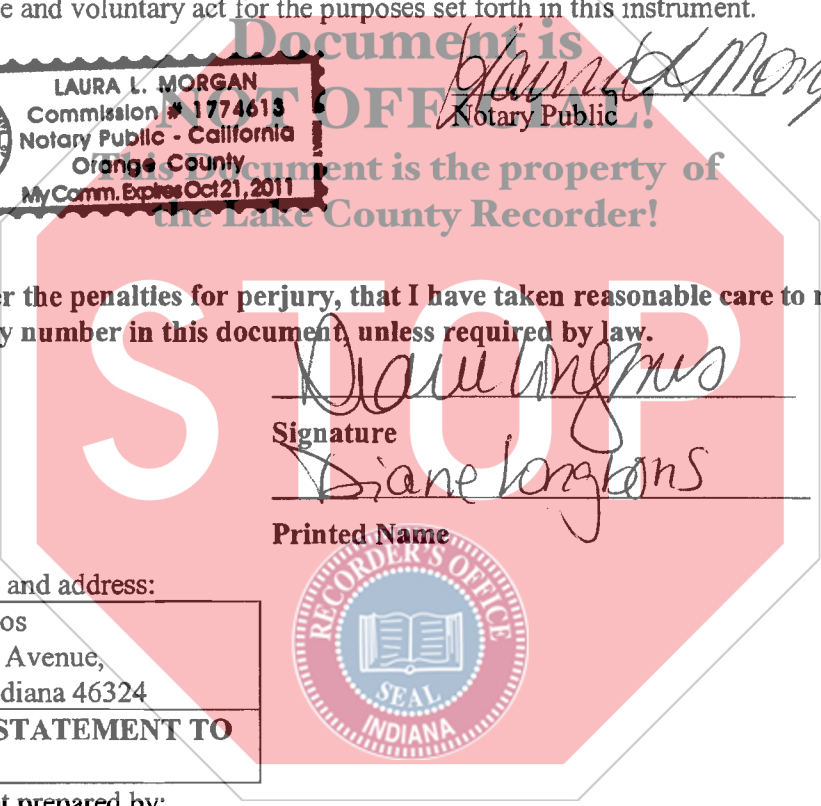 e and voluntary act for the purposes set forth in this instrument.
Document is
NOT OFFICIAL!
This Document is the property of
the Lake County Recorder!
LAURA L. MORGAN
Commission # 1774613
Notary Public - California
Orange County
My Comm. Expires Oct 21, 2011
Notary Public
er the penalties for perjury, that I have taken reasonable care to r
y number in this document, unless required by law.
STOP
Signature
Diane Longbons
Printed Name
RECORDER'S OFFICE
SEAL
INDIANA
and address:
os
Avenue,
diana 46324
STATEMENT TO
t prepared by: